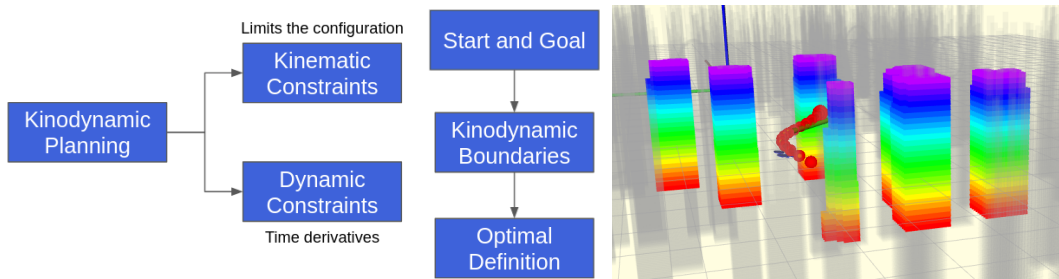 Kinodynamic
Planning
Limits the configuration
Kinematic
Constraints
Dynamic
Constraints
Time derivatives
Start and Goal
Kinodynamic
Boundaries
Optimal
Definition